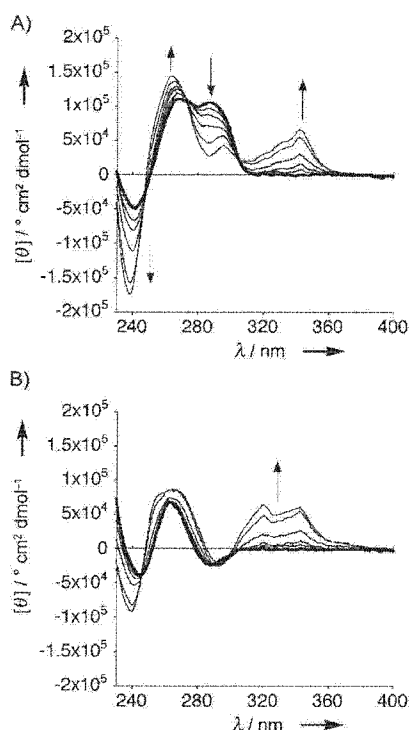 A)
2x10⁵
1.5x10⁵
1x10⁵
5x10⁴
0
-5x10⁴
-1x10⁵
-1.5x10⁵
-2x10⁵
[θ] / ° cm² dmol⁻¹
240 280 320 360 400
λ / nm
B)
2x10⁵
1.5x10⁵
1x10⁵
5x10⁴
0
-5x10⁴
-1x10⁵
-1.5x10⁵
-2x10⁵
[θ] / ° cm² dmol⁻¹
240 280 320 360 400
λ / nm